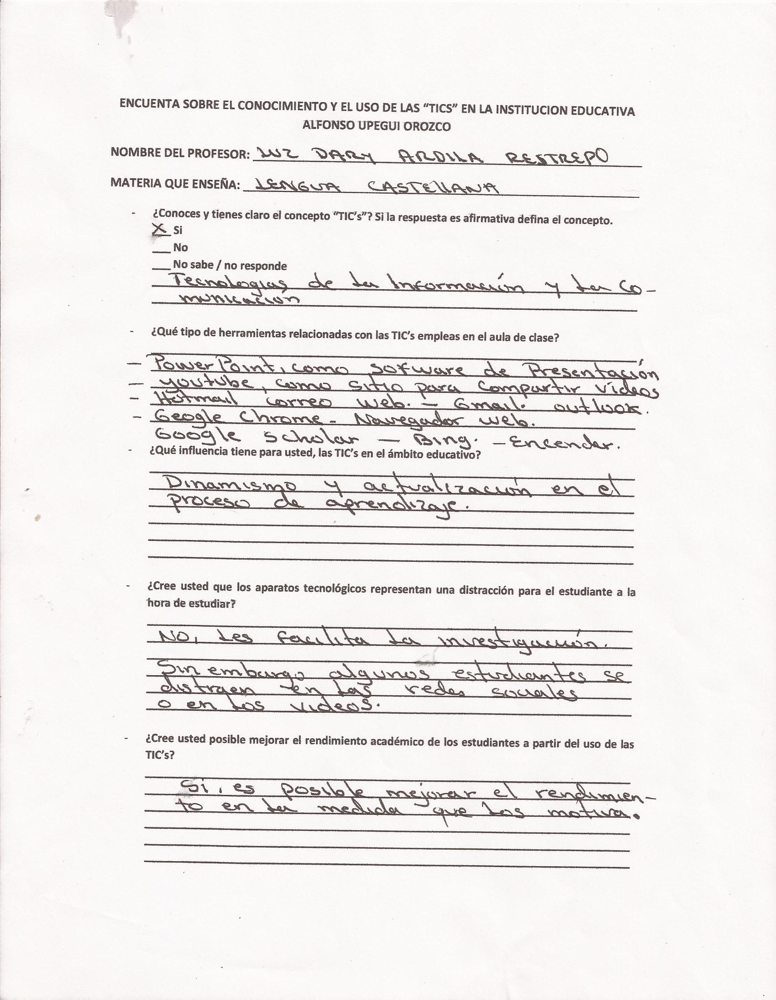 ENCUENTA SOBRE EL CONOCIMIENTO Y EL USO DE LAS “TICS” EN LA INSTITUCION EDUCATIVA
ALFONSO UPEGUI OROZCO
NOMBRE DEL PROFESOR: LUZ DARY ARDILA RESTREPO
MATERIA QUE ENSEÑA: LENGUA CASTELLANA
- ¿Conoces y tienes claro el concepto “TIC’s”? Si la respuesta es afirmativa defina el concepto.
X Si
___ No
___ No sabe / no responde
Tecnologías de la Información y la Co-
municación
- ¿Qué tipo de herramientas relacionadas con las TIC’s empleas en el aula de clase?
— PowerPoint, como sofware de Presentación
— youtube, como sitio para compartir vídeos
- Hotmail correo web. — Gmail. outlook.
- Geogle Chrome - Navegador web.
Google scholar — Bing. — Encender.
- ¿Qué influencia tiene para usted, las TIC’s en el ámbito educativo?
Dinamismo y actualización en el
proceso de aprendizaje.
- ¿Cree usted que los aparatos tecnológicos representan una distracción para el estudiante a la
hora de estudiar?
No, Les facilita la investigación.
Sin embargo algunos estudiantes se
distraen en las redes sociales
o en los videos.
- ¿Cree usted posible mejorar el rendimiento académico de los estudiantes a partir del uso de las
TIC’s?
Si, es posible mejorar el rendimien-
to en la medida que los motiva.